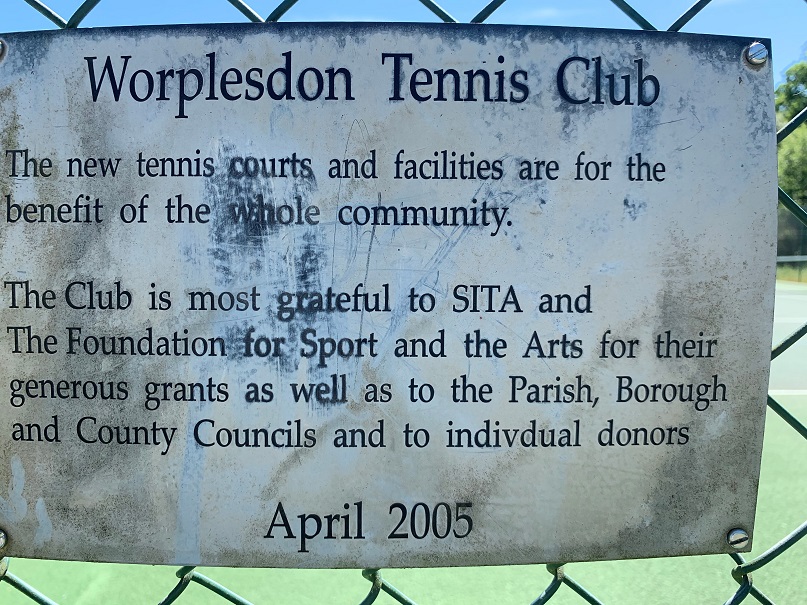 Worplesdon Tennis Club
The new tennis courts and facilities are for the
benefit of the whole community.
The Club is most grateful to SITA and
The Foundation for Sport and the Arts for their
generous grants as well as to the Parish, Borough
and County Councils and to indivdual donors
April 2005